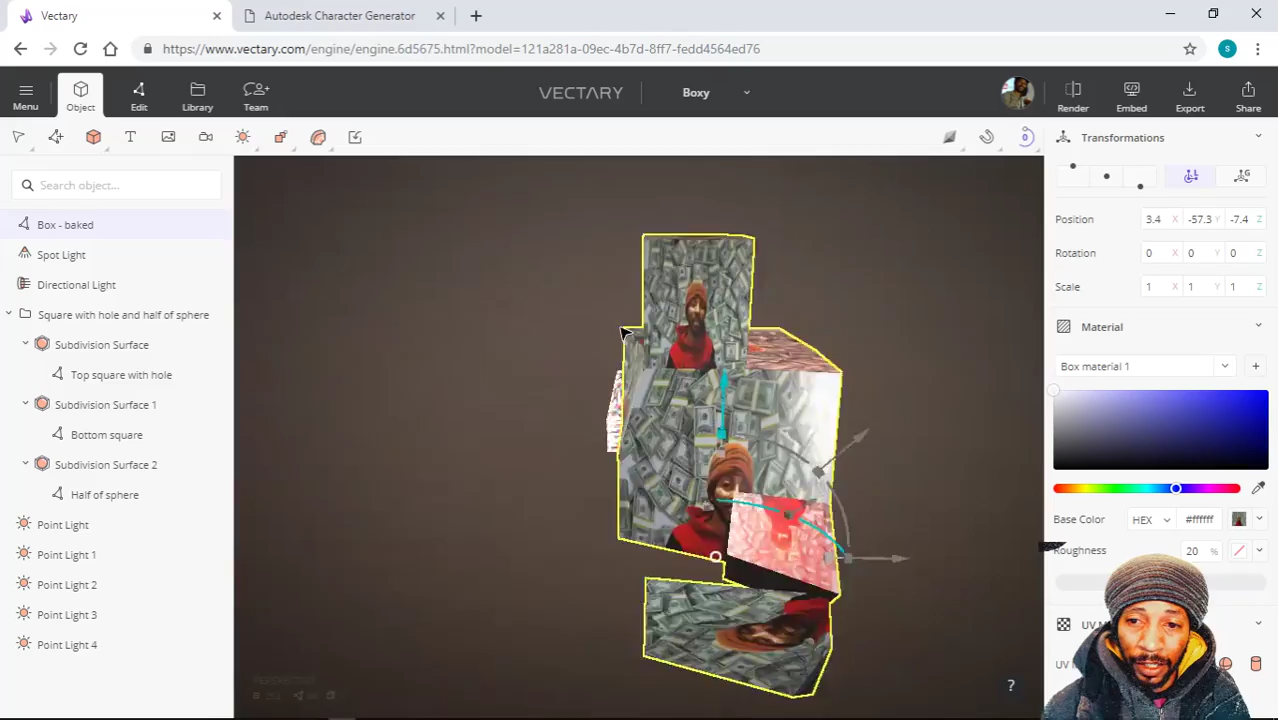 Vectary
Autodesk Character Generator
https://www.vectary.com/engine/engine.6d5675.html?model=121a281a-09ec-4b7d-8ff7-fedd4564ed76
S
Menu
Object
Edit
Library
Team
VECTARY
Boxy
Render
Embed
Export
Share
T
0
Transformations
Search object...
Box - baked
Spot Light
Directional Light
Square with hole and half of sphere
Subdivision Surface
Top square with hole
Subdivision Surface 1
Bottom square
Subdivision Surface 2
Half of sphere
Point Light
Point Light 1
Point Light 2
Point Light 3
Point Light 4
L
G
Position 3.4 X -57.3 Y -7.4 Z
Rotation 0 X 0 Y 0 Z
Scale 1 X 1 Y 1 Z
Material
Box material 1
Base Color HEX #ffffff
Roughness 20 %
PERSPECTIVE
?